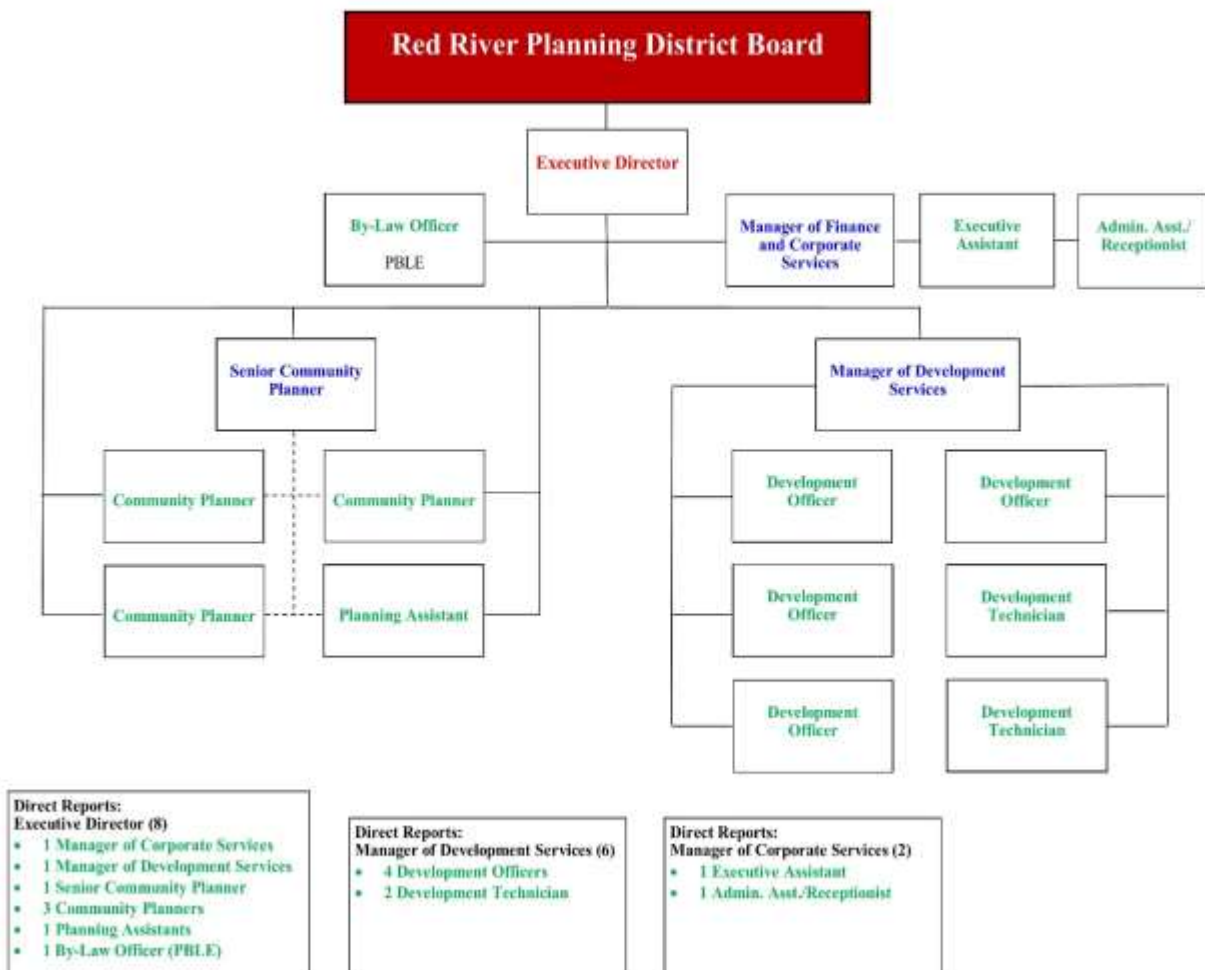 Red River Planning District Board
Executive Director
By-Law Officer
PBLE
Manager of Finance
and Corporate
Services
Executive
Assistant
Admin. Asst./
Receptionist
Senior Community
Planner
Manager of Development
Services
Community Planner
Community Planner
Development
Officer
Development
Officer
Community Planner
Planning Assistant
Development
Officer
Development
Technician
Development
Officer
Development
Technician
Direct Reports:
Executive Director (8)
• 1 Manager of Corporate Services
• 1 Manager of Development Services
• 1 Senior Community Planner
• 3 Community Planners
• 1 Planning Assistants
• 1 By-Law Officer (PBLE)
Direct Reports:
Manager of Development Services (6)
• 4 Development Officers
• 2 Development Technician
Direct Reports:
Manager of Corporate Services (2)
• 1 Executive Assistant
• 1 Admin. Asst./Receptionist